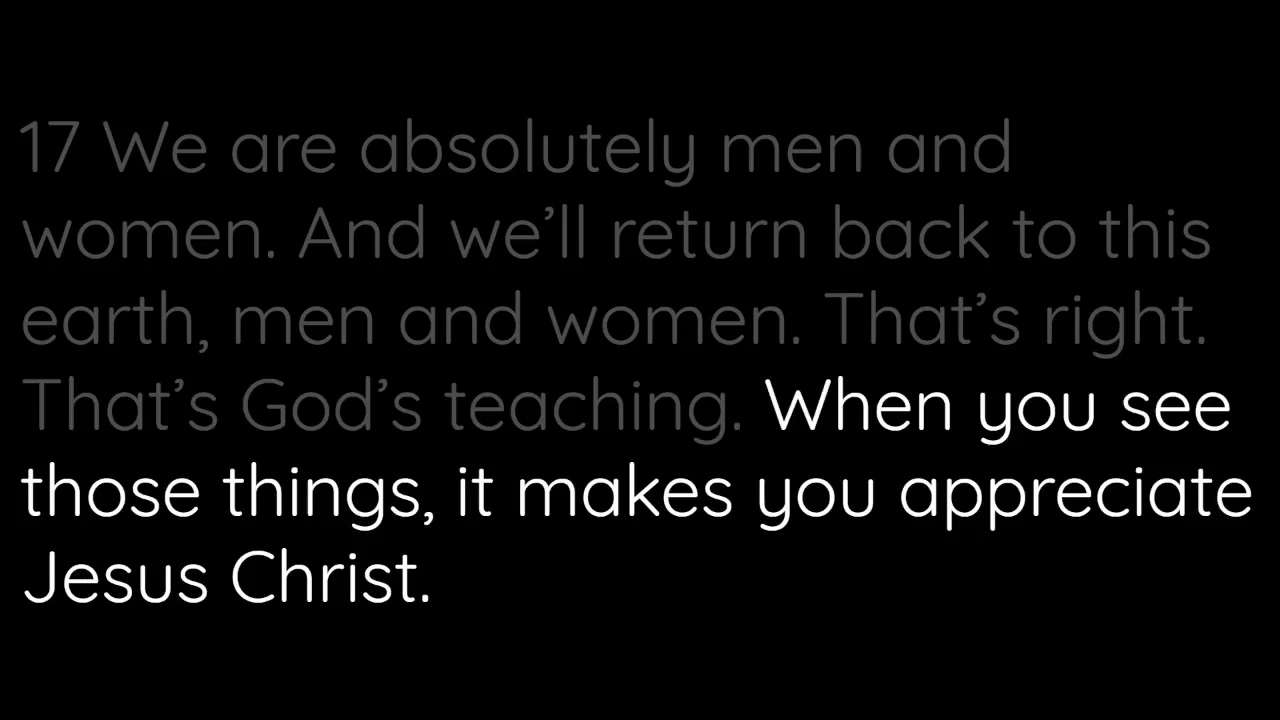 17 We are absolutely men and
women. And we’ll return back to this
earth, men and women. That’s right.
That’s God’s teaching. When you see
those things, it makes you appreciate
Jesus Christ.